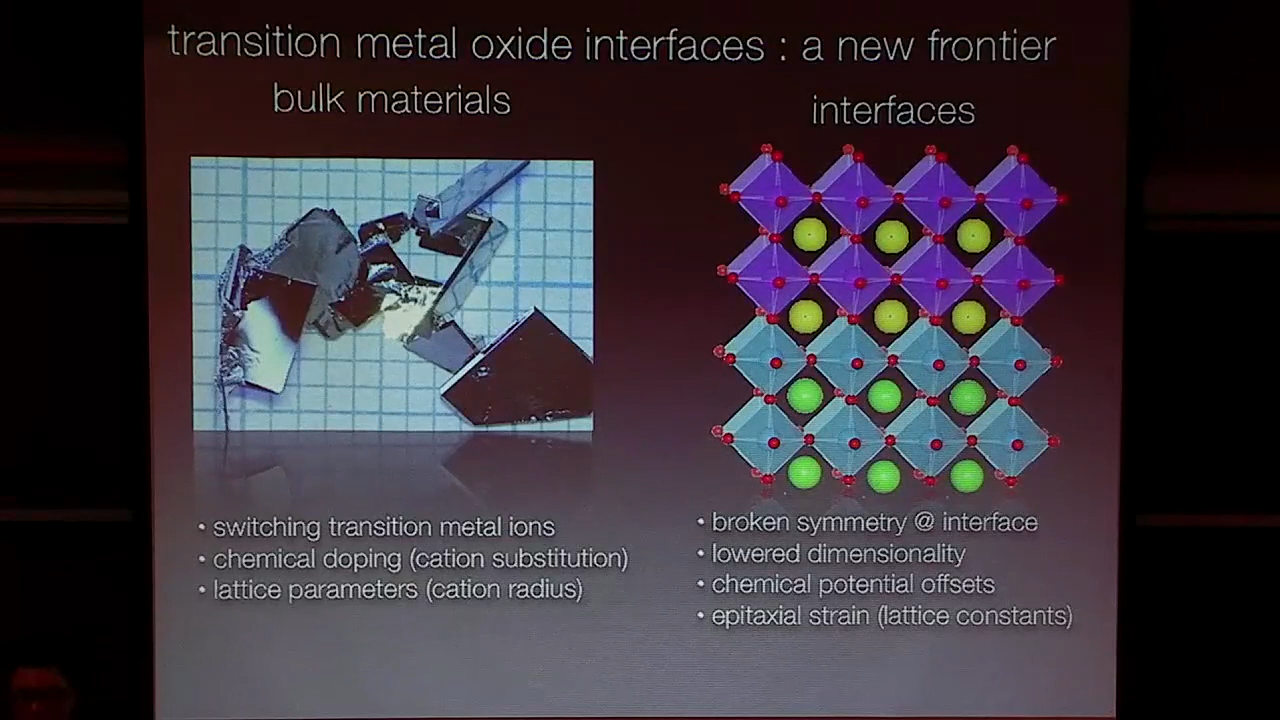 transition metal oxide interfaces : a new frontier
bulk materials
• switching transition metal ions
• chemical doping (cation substitution)
• lattice parameters (cation radius)
interfaces
• broken symmetry @ interface
• lowered dimensionality
• chemical potential offsets
• epitaxial strain (lattice constants)